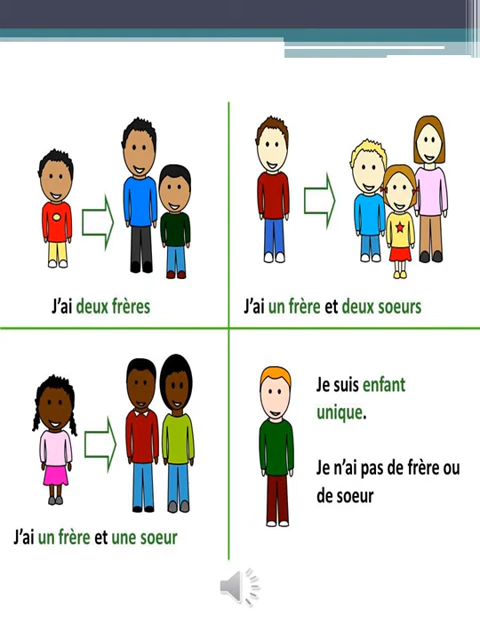 J'ai deux frères
J'ai un frère et deux soeurs
J'ai un frère et une soeur
Je suis enfant
unique.
Je n'ai pas de frère ou
de soeur